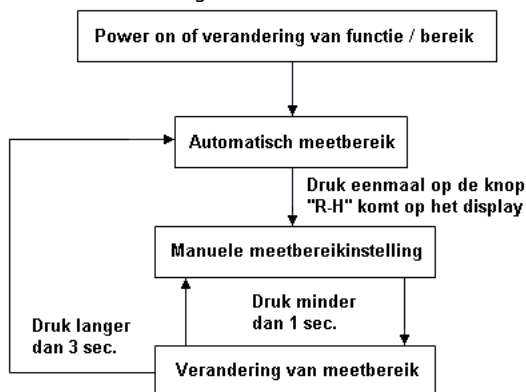 Power on of verandering van functie / bereik
Automatisch meetbereik
Druk eenmaal op de knop
"R-H" komt op het display
Manuele meetbereikinstelling
Druk minder
dan 1 sec.
Druk langer
dan 3 sec.
Verandering van meetbereik